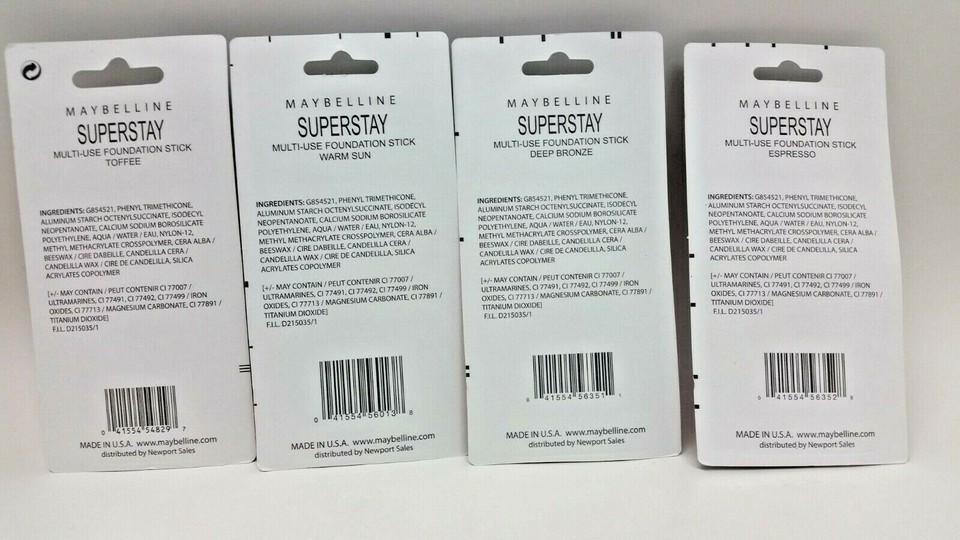 MAYBELLINE
SUPERSTAY
MULTI-USE FOUNDATION STICK
TOFFEE
INGREDIENTS: G854521, PHENYL TRIMETHICONE,
ALUMINUM STARCH OCTENYLSUCCINATE, ISODECYL
NEOPENTANOATE, CALCIUM SODIUM BOROSILICATE
POLYETHYLENE, AQUA / WATER / EAU, NYLON-12,
METHYL METHACRYLATE CROSSPOLYMER, CERA ALBA /
BEESWAX / CIRE DABEILLE, CANDELILLA CERA /
CANDELILLA WAX / CIRE DE CANDELILLA, SILICA
ACRYLATES COPOLYMER
[+/- MAY CONTAIN / PEUT CONTENIR CI 77007 /
ULTRAMARINES, CI 77491, CI 77492, CI 77499 / IRON
OXIDES, CI 77713 / MAGNESIUM CARBONATE, CI 77891 /
TITANIUM DIOXIDE]
F.I.L. D215035/1
0 41554 54829 7
MADE IN U.S.A. www.maybelline.com
distributed by Newport Sales
MAYBELLINE
SUPERSTAY
MULTI-USE FOUNDATION STICK
WARM SUN
INGREDIENTS: G854521, PHENYL TRIMETHICONE,
ALUMINUM STARCH OCTENYLSUCCINATE, ISODECYL
NEOPENTANOATE, CALCIUM SODIUM BOROSILICATE
POLYETHYLENE, AQUA / WATER / EAU, NYLON-12,
METHYL METHACRYLATE CROSSPOLYMER, CERA ALBA /
BEESWAX / CIRE DABEILLE, CANDELILLA CERA /
CANDELILLA WAX / CIRE DE CANDELILLA, SILICA
ACRYLATES COPOLYMER
[+/- MAY CONTAIN / PEUT CONTENIR CI 77007 /
ULTRAMARINES, CI 77491, CI 77492, CI 77499 / IRON
OXIDES, CI 77713 / MAGNESIUM CARBONATE, CI 77891 /
TITANIUM DIOXIDE]
F.I.L. D215035/1
0 41554 56013 8
MADE IN U.S.A. www.maybelline.com
distributed by Newport Sales
MAYBELLINE
SUPERSTAY
MULTI-USE FOUNDATION STICK
DEEP BRONZE
INGREDIENTS: G854521, PHENYL TRIMETHICONE,
ALUMINUM STARCH OCTENYLSUCCINATE, ISODECYL
NEOPENTANOATE, CALCIUM SODIUM BOROSILICATE
POLYETHYLENE, AQUA / WATER / EAU, NYLON-12,
METHYL METHACRYLATE CROSSPOLYMER, CERA ALBA /
BEESWAX / CIRE DABEILLE, CANDELILLA CERA /
CANDELILLA WAX / CIRE DE CANDELILLA, SILICA
ACRYLATES COPOLYMER
[+/- MAY CONTAIN / PEUT CONTENIR CI 77007 /
ULTRAMARINES, CI 77491, CI 77492, CI 77499 / IRON
OXIDES, CI 77713 / MAGNESIUM CARBONATE, CI 77891 /
TITANIUM DIOXIDE]
F.I.L. D215035/1
0 41554 56351 1
MADE IN U.S.A. www.maybelline.com
distributed by Newport Sales
MAYBELLINE
SUPERSTAY
MULTI-USE FOUNDATION STICK
ESPRESSO
INGREDIENTS: G854521, PHENYL TRIMETHICONE,
ALUMINUM STARCH OCTENYLSUCCINATE, ISODECYL
NEOPENTANOATE, CALCIUM SODIUM BOROSILICATE
POLYETHYLENE, AQUA / WATER / EAU, NYLON-12,
METHYL METHACRYLATE CROSSPOLYMER, CERA ALBA /
BEESWAX / CIRE DABEILLE, CANDELILLA CERA /
CANDELILLA WAX / CIRE DE CANDELILLA, SILICA
ACRYLATES COPOLYMER
[+/- MAY CONTAIN / PEUT CONTENIR CI 77007 /
ULTRAMARINES, CI 77491, CI 77492, CI 77499 / IRON
OXIDES, CI 77713 / MAGNESIUM CARBONATE, CI 77891 /
TITANIUM DIOXIDE]
F.I.L. D215035/1
0 41554 56352 8
MADE IN U.S.A. www.maybelline.com
distributed by Newport Sales